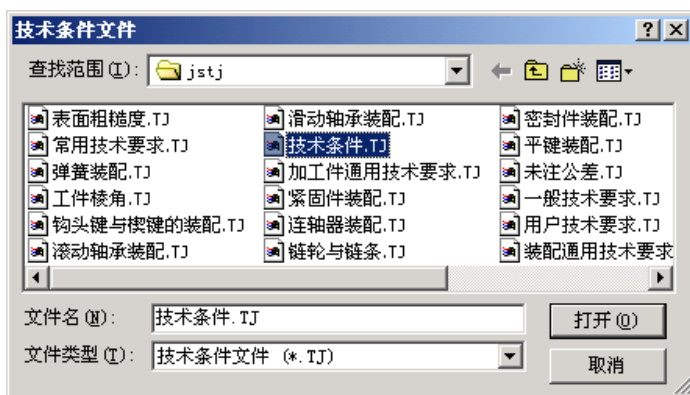 技术条件文件
查找范围(I): jstj
表面粗糙度.TJ 滑动轴承装配.TJ 密封件装配.TJ
常用技术要求.TJ 技术条件.TJ 平键装配.TJ
弹簧装配.TJ 加工件通用技术要求.TJ 未注公差.TJ
工件棱角.TJ 紧固件装配.TJ 一般技术要求.TJ
钩头键与楔键的装配.TJ 连轴器装配.TJ 用户技术要求.TJ
滚动轴承装配.TJ 链轮与链条.TJ 装配通用技术要求
文件名(N): 技术条件.TJ 打开(O)
文件类型(T): 技术条件文件 (*.TJ) 取消